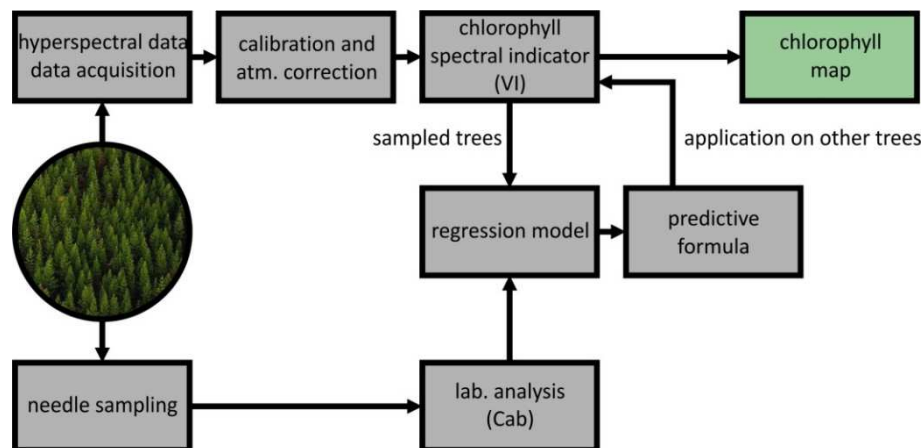 hyperspectral data
data acquisition
calibration and
atm. correction
chlorophyll
spectral indicator
(VI)
chlorophyll
map
sampled trees
application on other trees
regression model
predictive
formula
needle sampling
lab. analysis
(Cab)